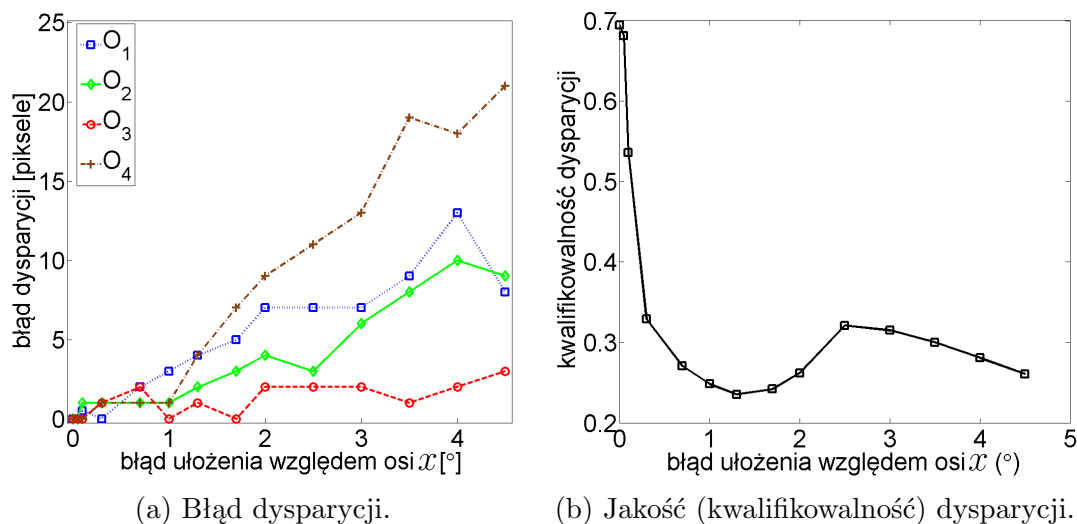 25
20
15
10
5
0
błąd dysparycji [piksele]
O1
O2
O3
O4
0 1 2 3 4
błąd ułożenia względem osi x [°]
(a) Błąd dysparycji.
0.7
0.6
0.5
0.4
0.3
0.2
kwalifikowalność dysparycji
0 1 2 3 4 5
błąd ułożenia względem osi x (°)
(b) Jakość (kwalifikowalność) dysparycji.